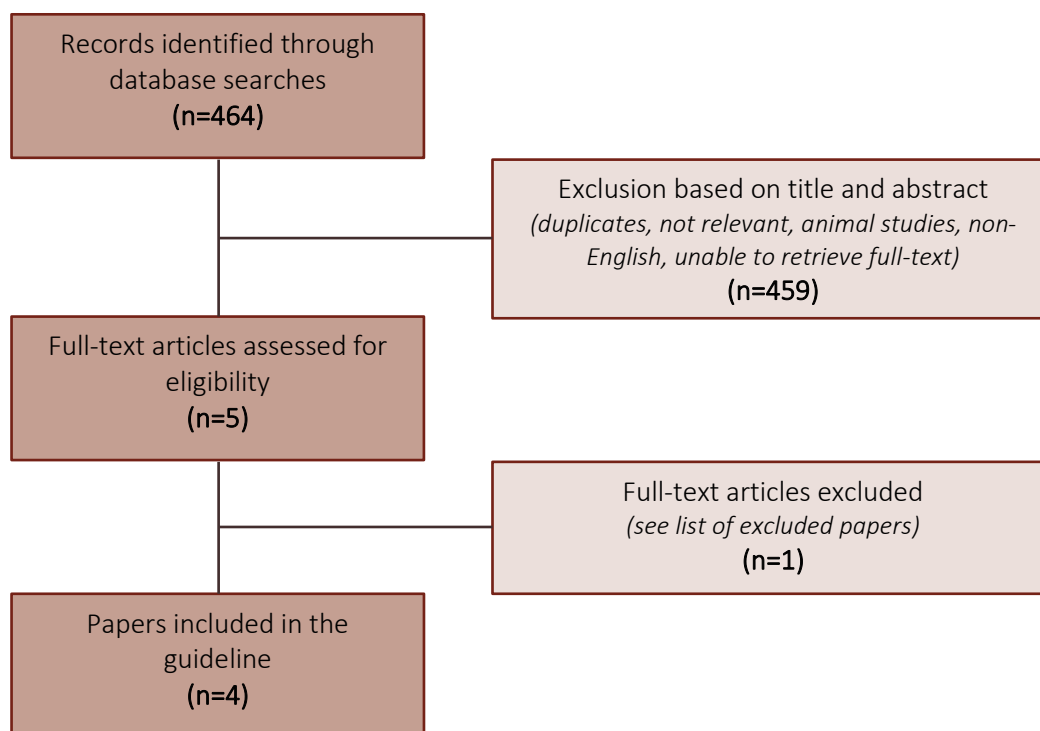 Records identified through
database searches
(n=464)
Exclusion based on title and abstract
(duplicates, not relevant, animal studies, non-
English, unable to retrieve full-text)
(n=459)
Full-text articles assessed for
eligibility
(n=5)
Full-text articles excluded
(see list of excluded papers)
(n=1)
Papers included in the
guideline
(n=4)